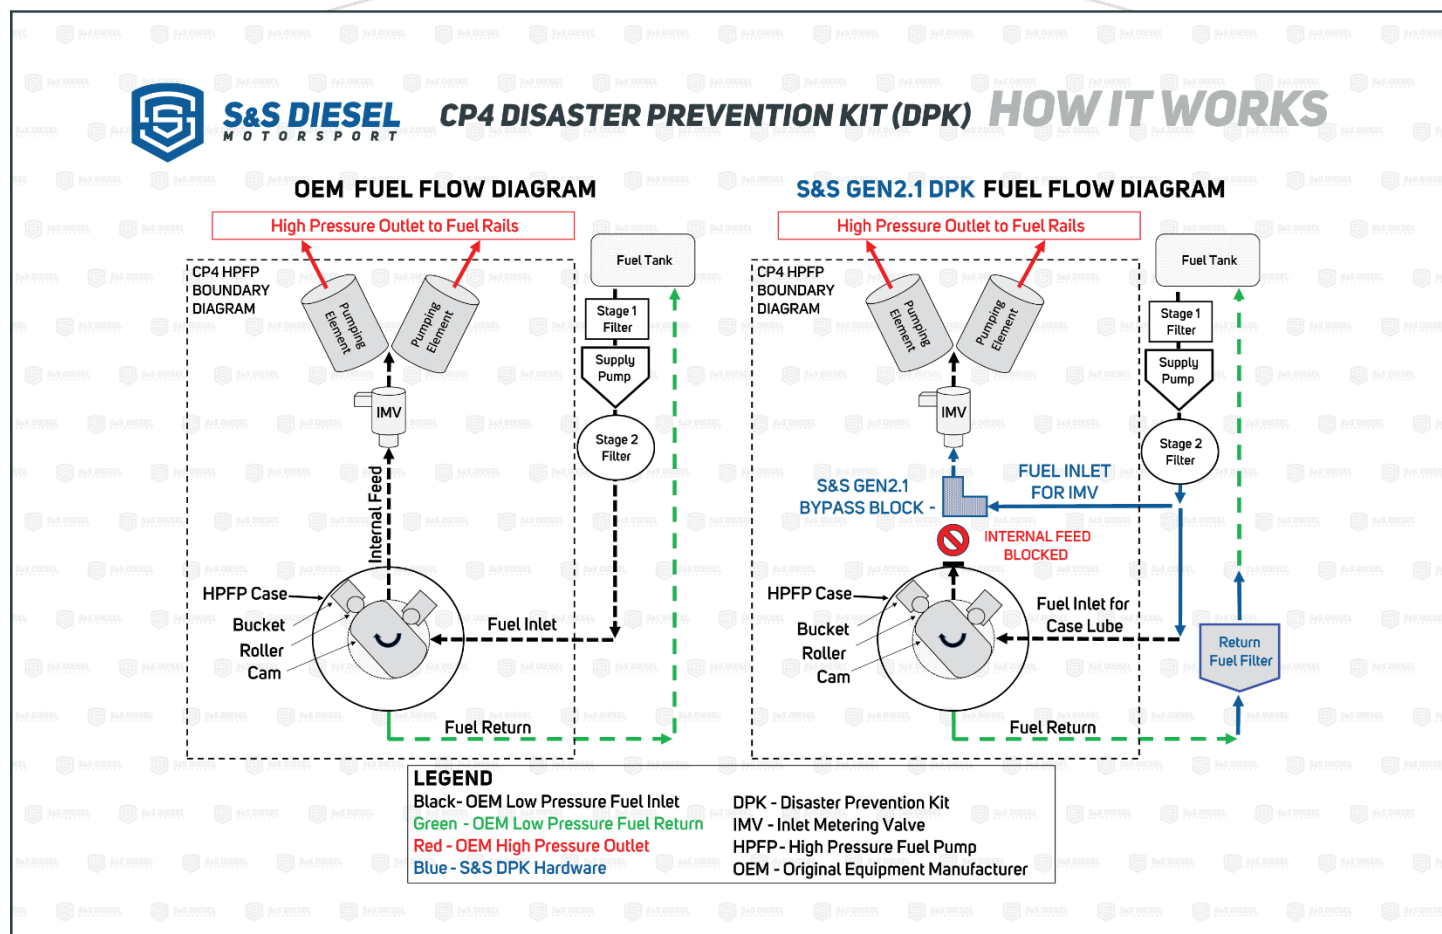 S&S DIESEL
MOTORSPORT
CP4 DISASTER PREVENTION KIT (DPK) HOW IT WORKS
OEM FUEL FLOW DIAGRAM
High Pressure Outlet to Fuel Rails
CP4 HPFP
BOUNDARY
DIAGRAM
Pumping
Element
Pumping
Element
IMV
Internal Feed
Fuel Tank
Stage 1
Filter
Supply
Pump
Stage 2
Filter
HPFP Case
Bucket
Roller
Cam
Fuel Inlet
Fuel Return
S&S GEN2.1 DPK FUEL FLOW DIAGRAM
High Pressure Outlet to Fuel Rails
CP4 HPFP
BOUNDARY
DIAGRAM
Pumping
Element
Pumping
Element
IMV
Fuel Tank
Stage 1
Filter
Supply
Pump
Stage 2
Filter
S&S GEN2.1
BYPASS BLOCK -
FUEL INLET
FOR IMV
INTERNAL FEED
BLOCKED
HPFP Case
Bucket
Roller
Cam
Fuel Inlet for
Case Lube
Return
Fuel Filter
Fuel Return
LEGEND
Black- OEM Low Pressure Fuel Inlet
Green - OEM Low Pressure Fuel Return
Red - OEM High Pressure Outlet
Blue - S&S DPK Hardware
DPK - Disaster Prevention Kit
IMV - Inlet Metering Valve
HPFP- High Pressure Fuel Pump
OEM - Original Equipment Manufacturer